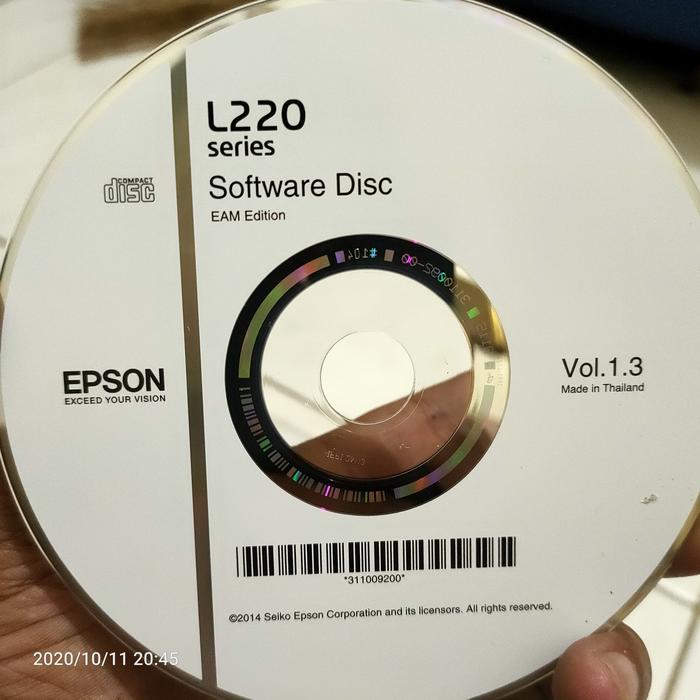 L220
series
COMPACT
disc
Software Disc
EAM Edition
#104
EPSON
EXCEED YOUR VISION
Vol.1.3
Made in Thailand
*311009200*
©2014 Seiko Epson Corporation and its licensors. All rights reserved.
2020/10/11 20:45